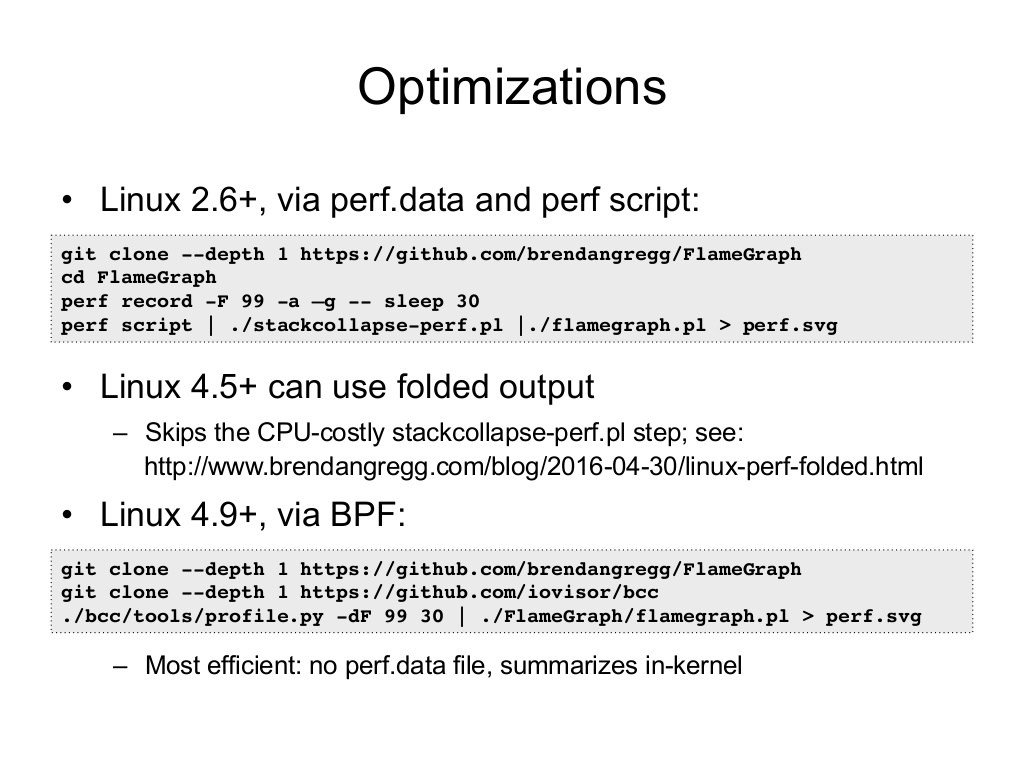 Optimizations
• Linux 2.6+, via perf.data and perf script:
git clone --depth 1 https://github.com/brendangregg/FlameGraph
cd FlameGraph
perf record -F 99 -a –g -- sleep 30
perf script | ./stackcollapse-perf.pl |./flamegraph.pl > perf.svg
• Linux 4.5+ can use folded output
– Skips the CPU-costly stackcollapse-perf.pl step; see:
http://www.brendangregg.com/blog/2016-04-30/linux-perf-folded.html
• Linux 4.9+, via BPF:
git clone --depth 1 https://github.com/brendangregg/FlameGraph
git clone --depth 1 https://github.com/iovisor/bcc
./bcc/tools/profile.py -dF 99 30 | ./FlameGraph/flamegraph.pl > perf.svg
– Most efficient: no perf.data file, summarizes in-kernel